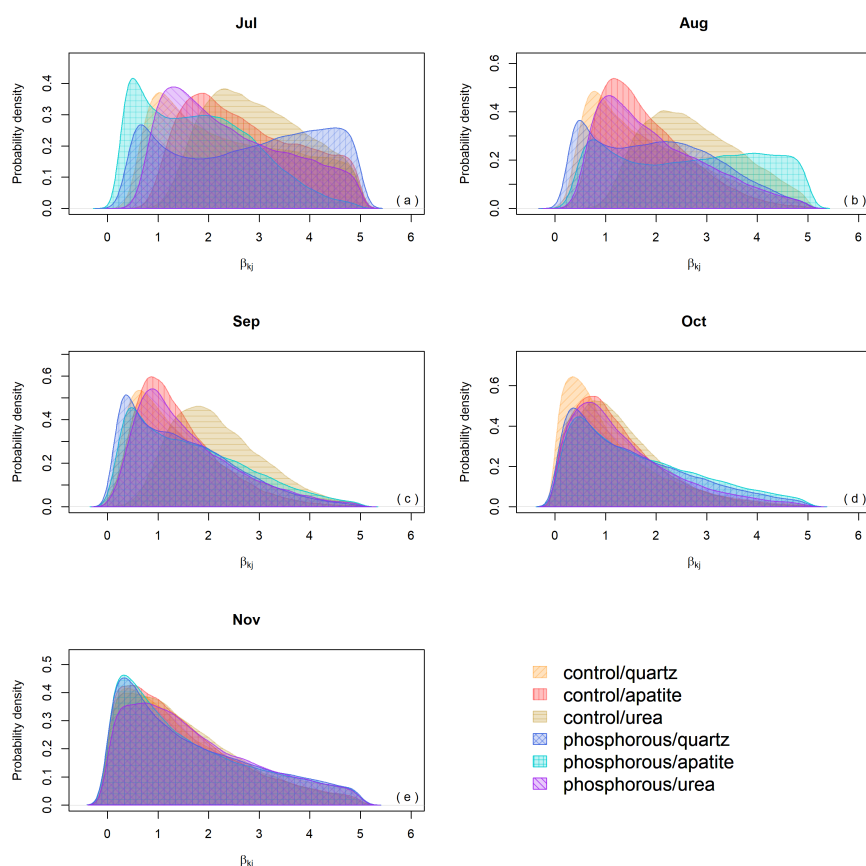 Jul
Probability density
0.0 0.1 0.2 0.3 0.4
0 1 2 3 4 5 6
βkj
( a )
Aug
Probability density
0.0 0.2 0.4 0.6
0 1 2 3 4 5 6
βkj
( b )
Sep
Probability density
0.0 0.2 0.4 0.6
0 1 2 3 4 5 6
βkj
( c )
Oct
Probability density
0.0 0.2 0.4 0.6
0 1 2 3 4 5 6
βkj
( d )
Nov
Probability density
0.0 0.1 0.2 0.3 0.4 0.5
0 1 2 3 4 5 6
βkj
( e )
control/quartz
control/apatite
control/urea
phosphorous/quartz
phosphorous/apatite
phosphorous/urea